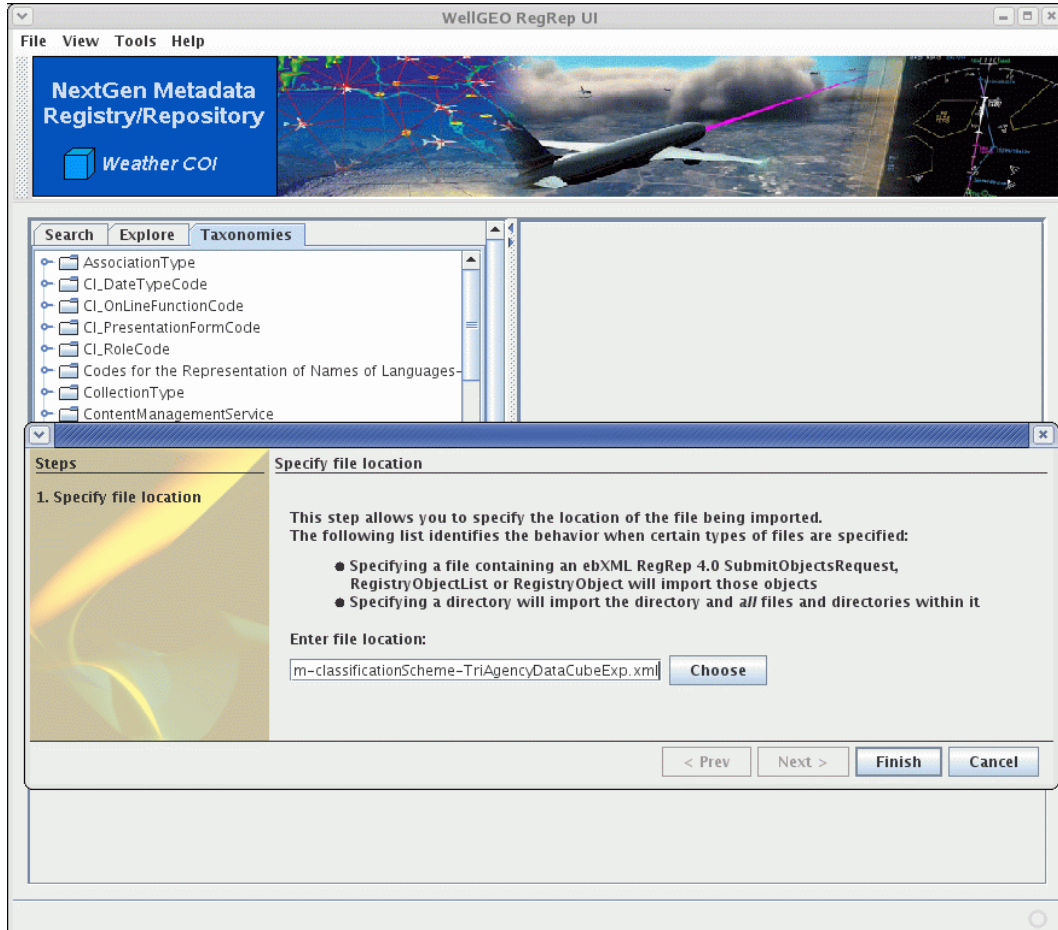 WellGEO RegRep UI
File View Tools Help
NextGen Metadata
Registry/Repository
Weather COI
Search Explore Taxonomies
AssociationType
CI_DateTypeCode
CI_OnLineFunctionCode
CI_PresentationFormCode
CI_RoleCode
Codes for the Representation of Names of Languages-
CollectionType
ContentManagementService
Steps
1. Specify file location
Specify file location
This step allows you to specify the location of the file being imported.
The following list identifies the behavior when certain types of files are specified:
● Specifying a file containing an ebXML RegRep 4.0 SubmitObjectsRequest,
RegistryObjectList or RegistryObject will import those objects
● Specifying a directory will import the directory and all files and directories within it
Enter file location:
m-classificationScheme-TriAgencyDataCubeExp.xml
Choose
< Prev Next > Finish Cancel